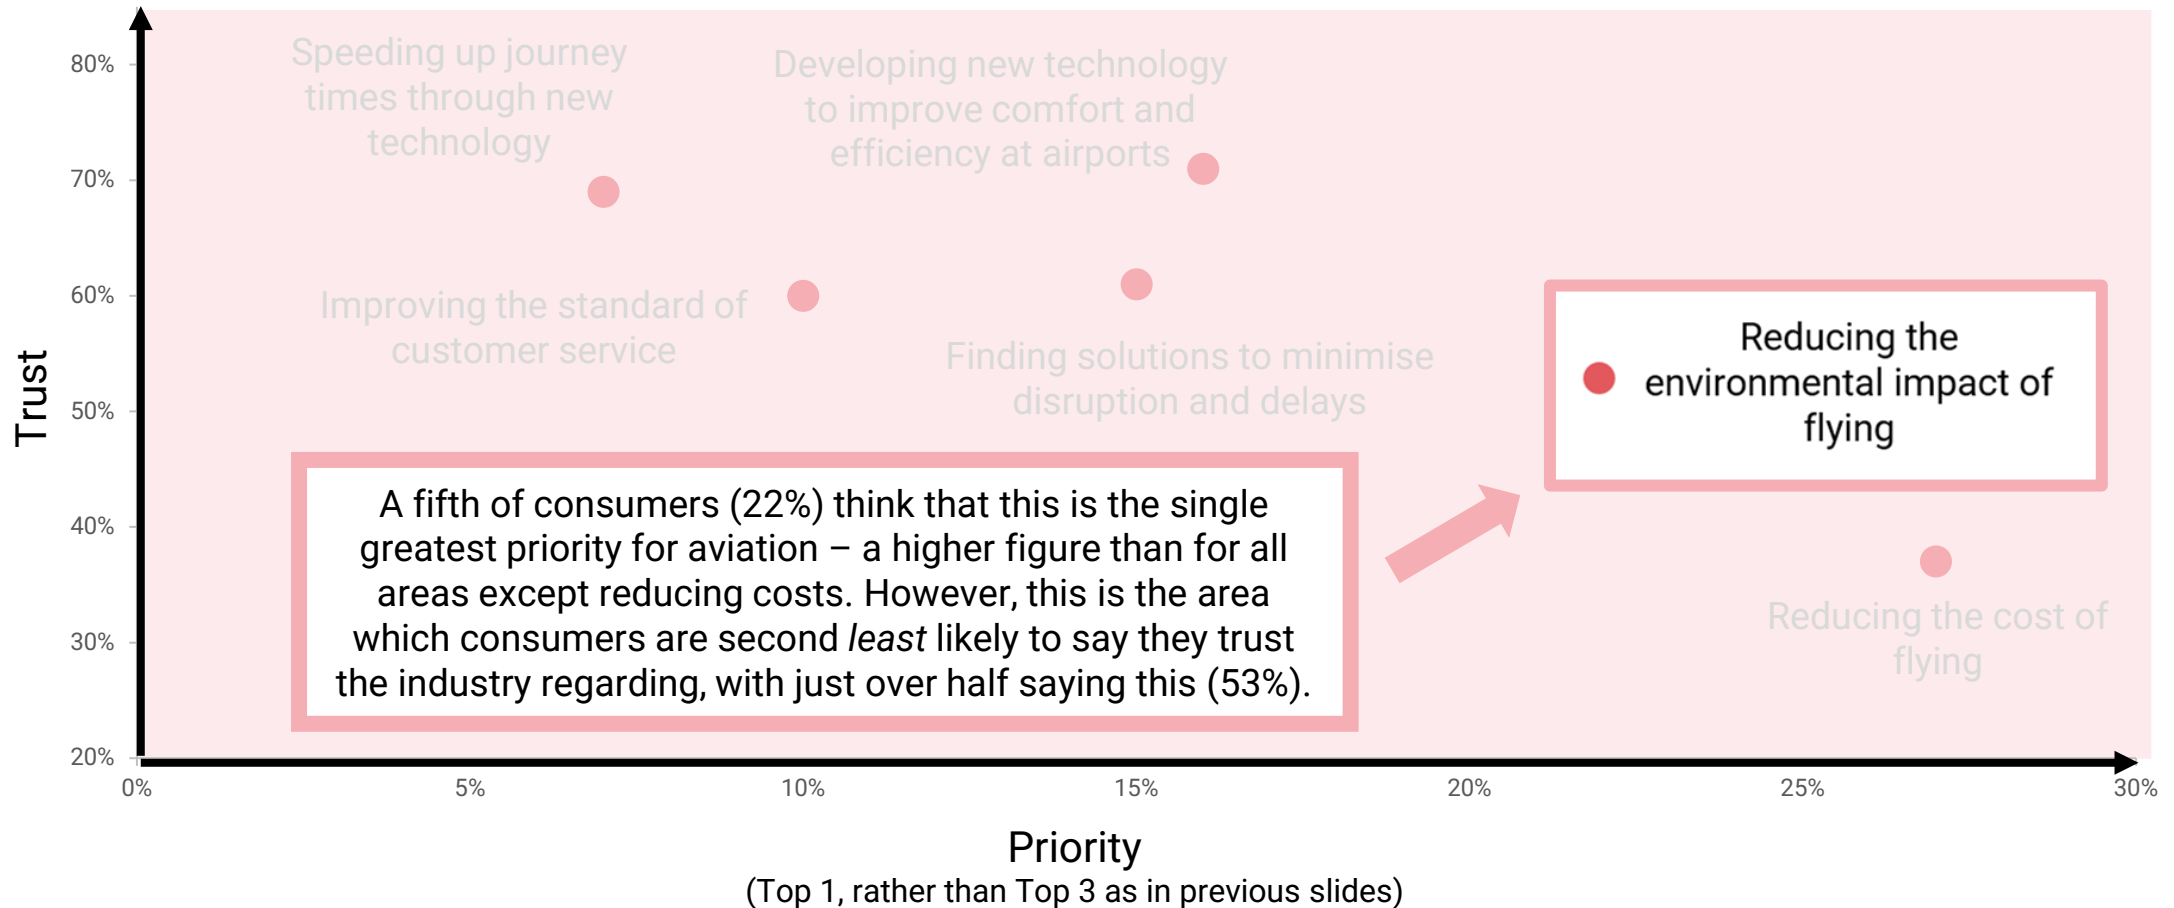 80%
70%
60%
50%
40%
30%
20%
Trust
Speeding up journey
times through new
technology
Developing new technology
to improve comfort and
efficiency at airports
Improving the standard of
customer service
Finding solutions to minimise
disruption and delays
Reducing the
environmental impact of
flying
A fifth of consumers (22%) think that this is the single
greatest priority for aviation – a higher figure than for all
areas except reducing costs. However, this is the area
which consumers are second least likely to say they trust
the industry regarding, with just over half saying this (53%).
Reducing the cost of
flying
0% 5% 10% 15% 20% 25% 30%
Priority
(Top 1, rather than Top 3 as in previous slides)